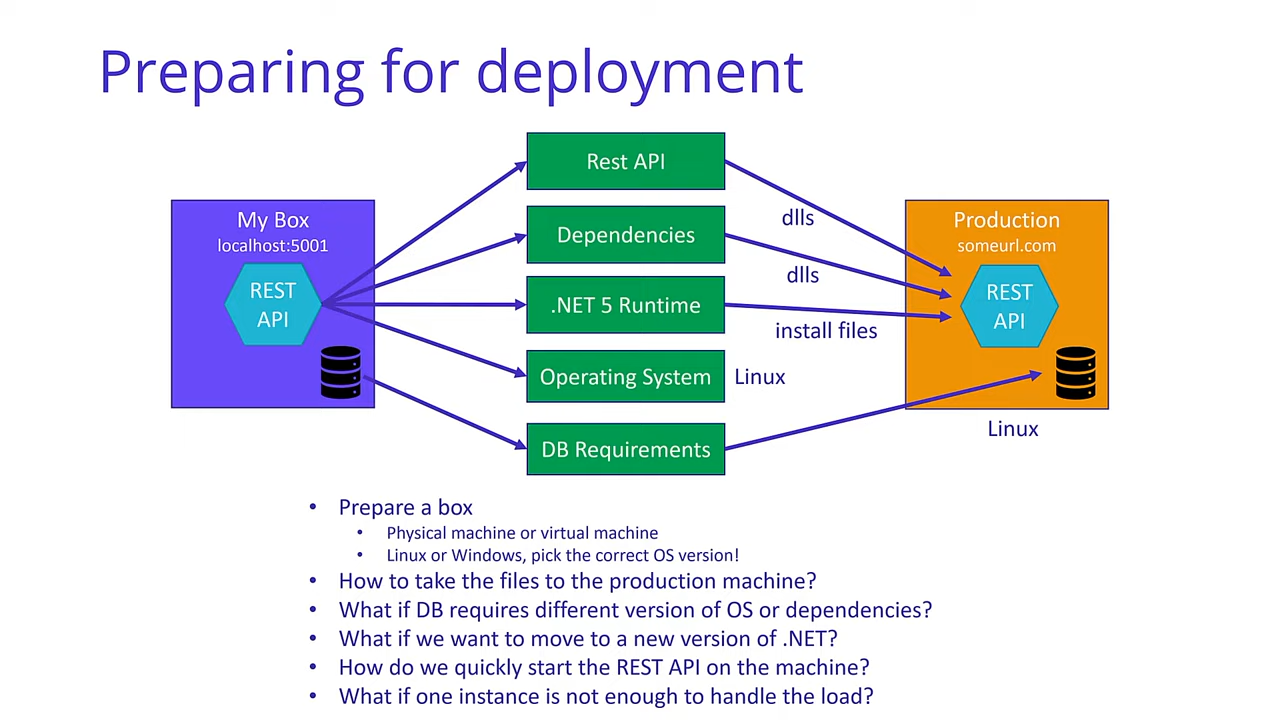 Preparing for deployment
Rest API
My Box
localhost:5001
REST
API
Dependencies
.NET 5 Runtime
Operating System
Linux
DB Requirements
dlls
dlls
install files
Production
someurl.com
REST
API
Linux
• Prepare a box
• Physical machine or virtual machine
• Linux or Windows, pick the correct OS version!
• How to take the files to the production machine?
• What if DB requires different version of OS or dependencies?
• What if we want to move to a new version of .NET?
• How do we quickly start the REST API on the machine?
• What if one instance is not enough to handle the load?